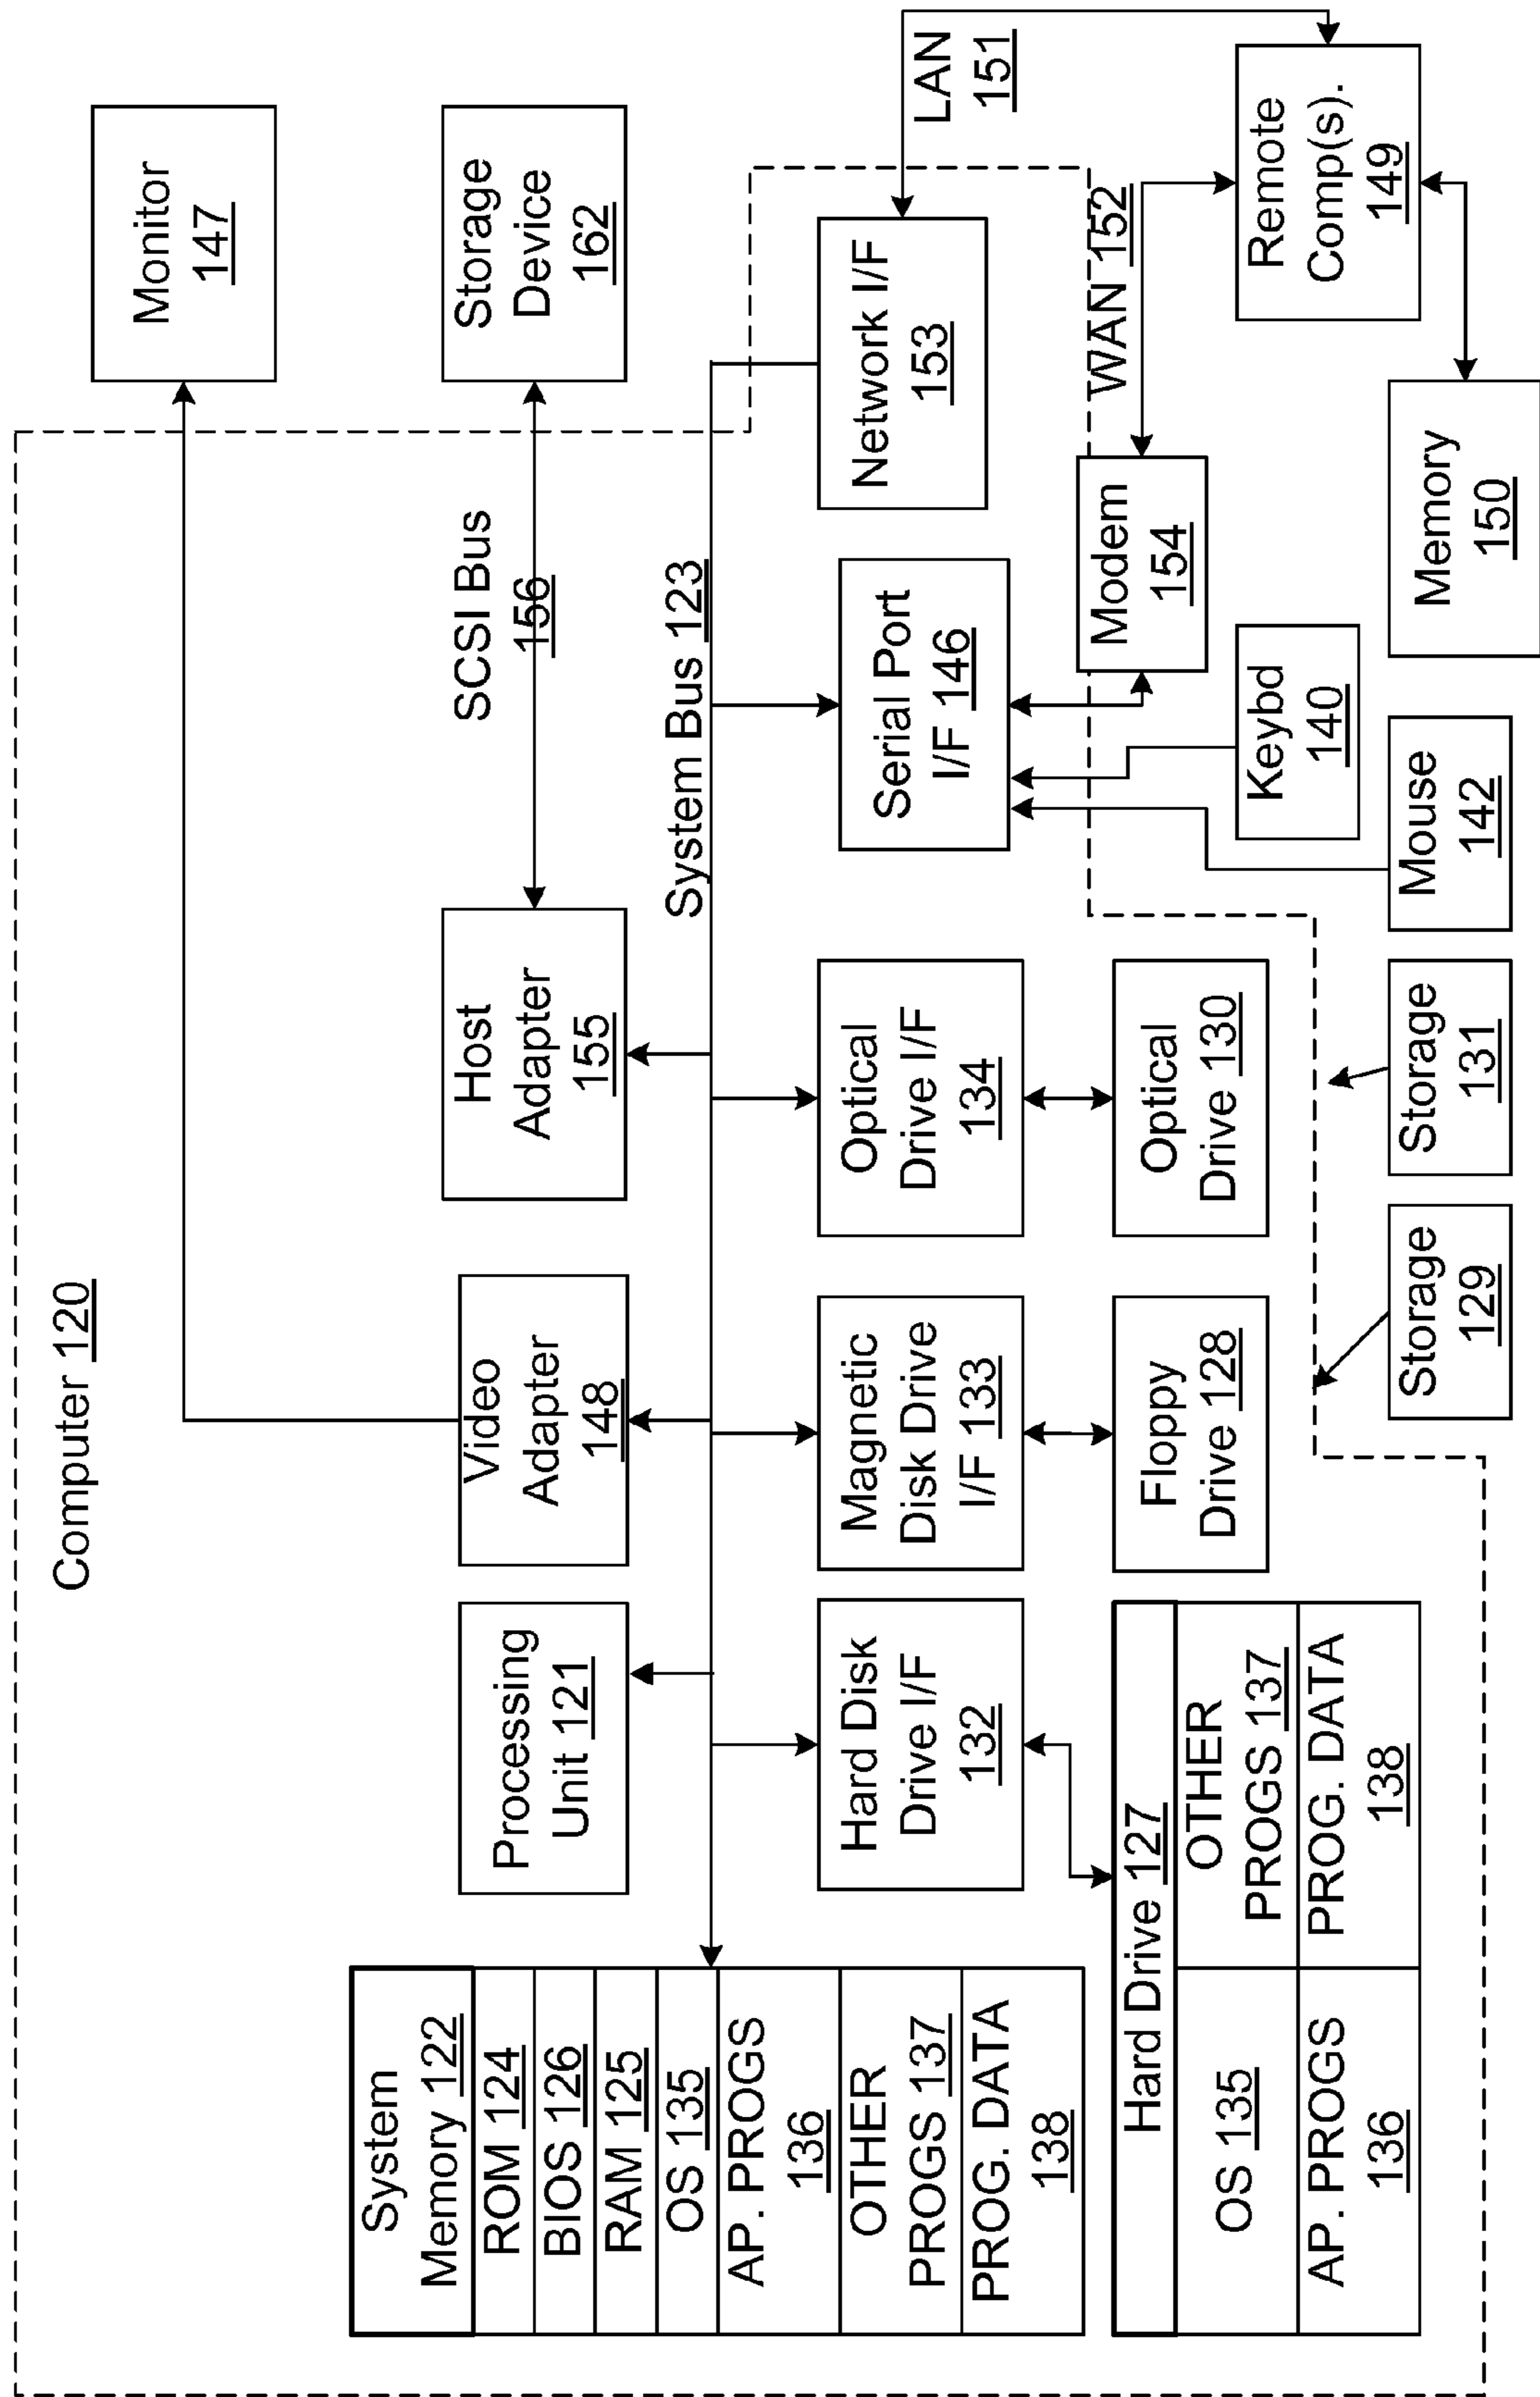 Computer 120
System
Memory 122
ROM 124
BIOS 126
RAM 125
OS 135
AP. PROGS
136
OTHER
PROGS 137
PROG. DATA
138
Processing
Unit 121
Video
Adapter
148
Host
Adapter
155
SCSI Bus
156
Monitor
147
Storage
Device
162
System Bus 123
Hard Disk
Drive I/F
132
Magnetic
Disk Drive
I/F 133
Optical
Drive I/F
134
Serial Port
I/F 146
Network I/F
153
LAN
151
Hard Drive 127
OS 135
OTHER
PROGS 137
AP. PROGS
136
PROG. DATA
138
Floppy
Drive 128
Optical
Drive 130
Modem
154
WAN 152
Keybd
140
Remote
Comp(s).
149
Storage
129
Storage
131
Mouse
142
Memory
150